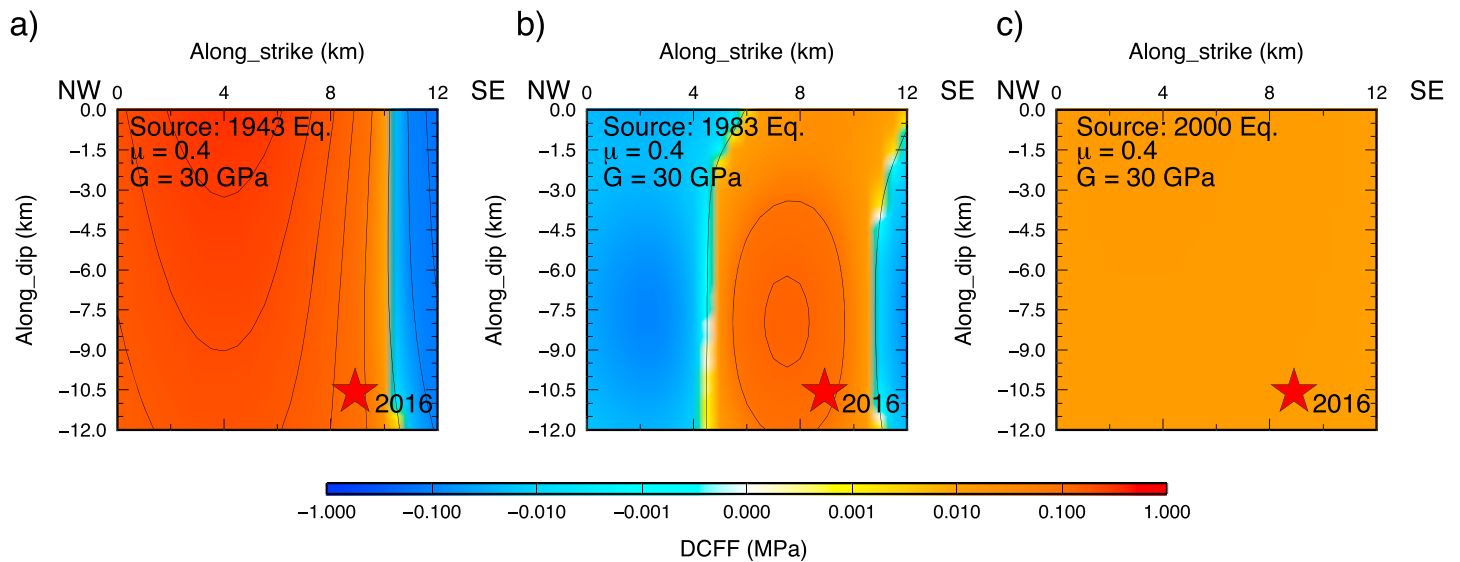 a)
Along_strike (km)
NW 0 4 8 12 SE
0.0
Source: 1943 Eq.
−1.5
μ = 0.4
G = 30 GPa
−3.0
−4.5
Along_dip (km)
−6.0
−7.5
−9.0
−10.5
2016
−12.0
b)
Along_strike (km)
NW 0 4 8 12 SE
0.0
Source: 1983 Eq.
−1.5
μ = 0.4
G = 30 GPa
−3.0
−4.5
Along_dip (km)
−6.0
−7.5
−9.0
−10.5
2016
−12.0
c)
Along_strike (km)
NW 0 4 8 12 SE
0.0
Source: 2000 Eq.
−1.5
μ = 0.4
G = 30 GPa
−3.0
−4.5
Along_dip (km)
−6.0
−7.5
−9.0
−10.5
2016
−12.0
−1.000 −0.100 −0.010 −0.001 0.000 0.001 0.010 0.100 1.000
DCFF (MPa)